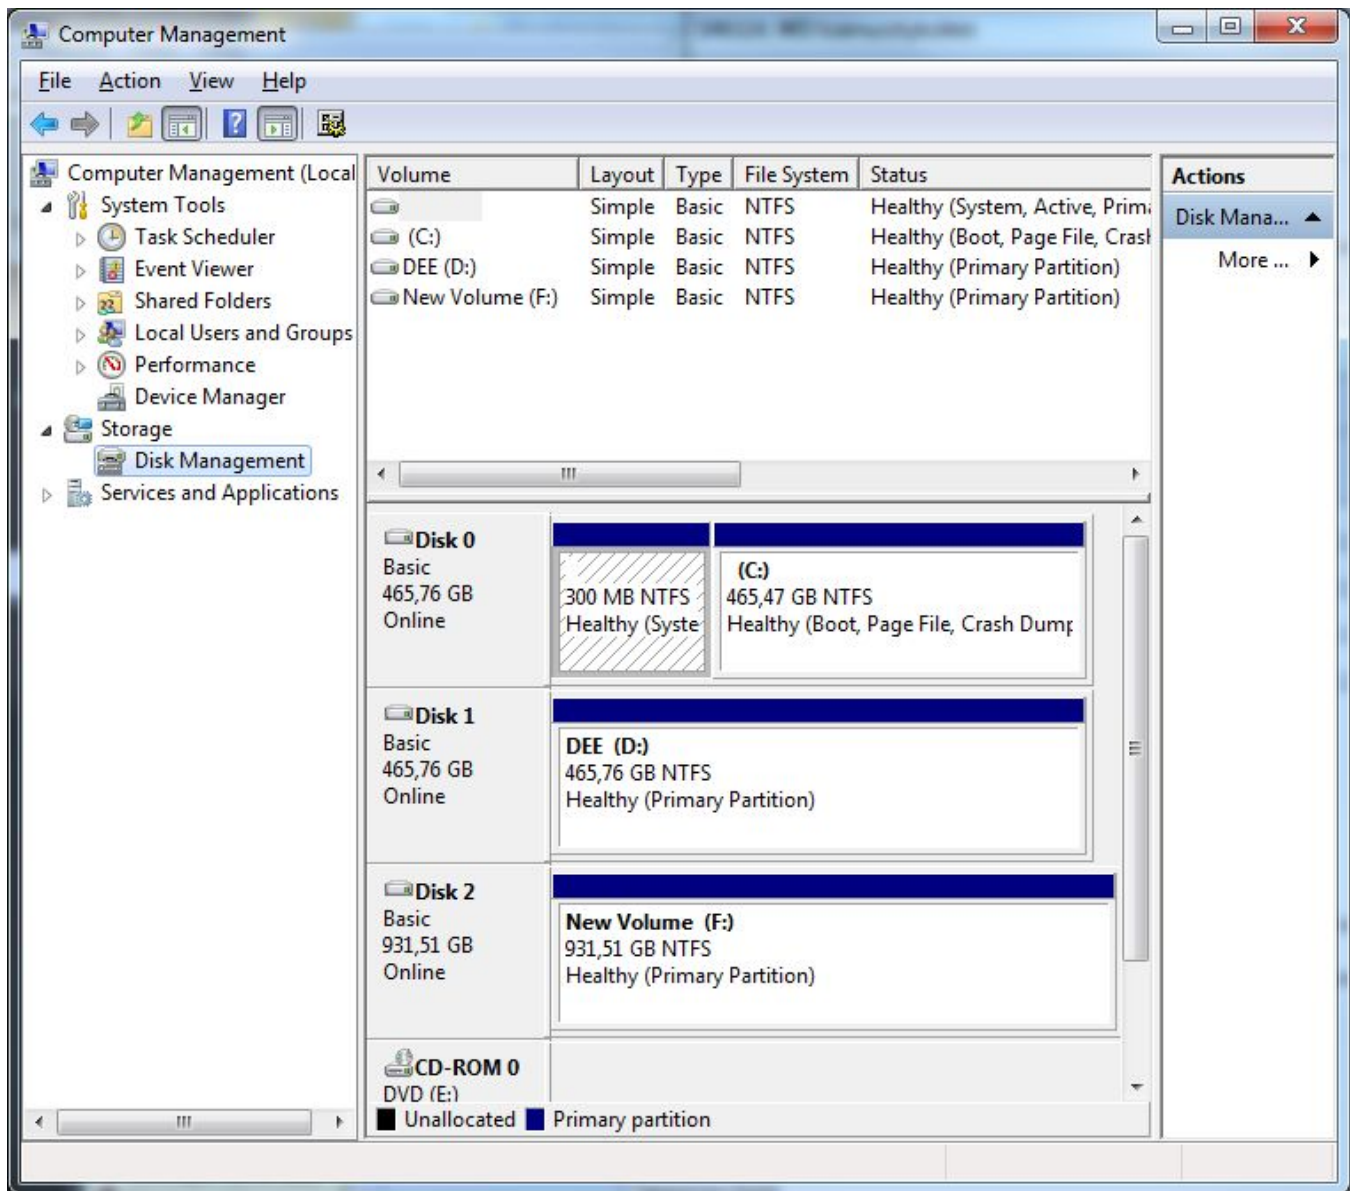 Computer Management
File Action View Help
Computer Management (Local
System Tools
Task Scheduler
Event Viewer
Shared Folders
Local Users and Groups
Performance
Device Manager
Storage
Disk Management
Services and Applications
Volume Layout Type File System Status
Simple Basic NTFS Healthy (System, Active, Prima
(C:) Simple Basic NTFS Healthy (Boot, Page File, Crash
DEE (D:) Simple Basic NTFS Healthy (Primary Partition)
New Volume (F:) Simple Basic NTFS Healthy (Primary Partition)
Disk 0
Basic
465,76 GB
Online
300 MB NTFS
Healthy (Syste
(C:)
465,47 GB NTFS
Healthy (Boot, Page File, Crash Dump
Disk 1
Basic
465,76 GB
Online
DEE (D:)
465,76 GB NTFS
Healthy (Primary Partition)
Disk 2
Basic
931,51 GB
Online
New Volume (F:)
931,51 GB NTFS
Healthy (Primary Partition)
CD-ROM 0
DVD (E:)
Unallocated Primary partition
Actions
Disk Mana...
More ...